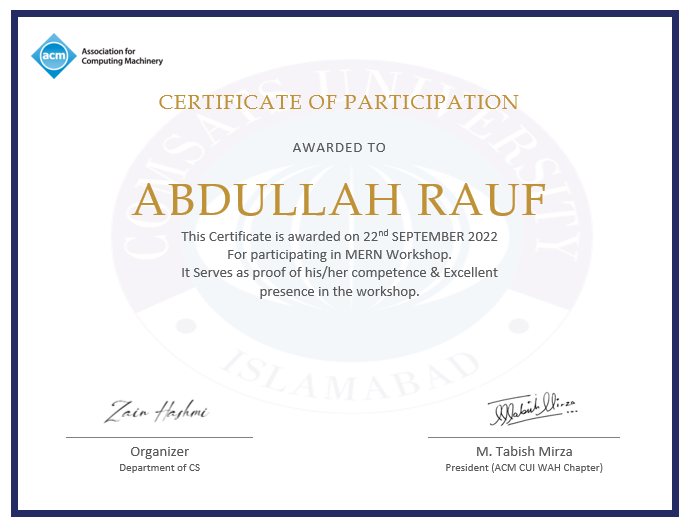 acm Association for
Computing Machinery
CERTIFICATE OF PARTICIPATION
AWARDED TO
ABDULLAH RAUF
This Certificate is awarded on 22nd SEPTEMBER 2022
For participating in MERN Workshop.
It Serves as proof of his/her competence & Excellent
presence in the workshop.
COMSATS UNIVERSITY
ISLAMABAD
Zain Hashmi
Organizer
Department of CS
M Tabish Mirza
M. Tabish Mirza
President (ACM CUI WAH Chapter)